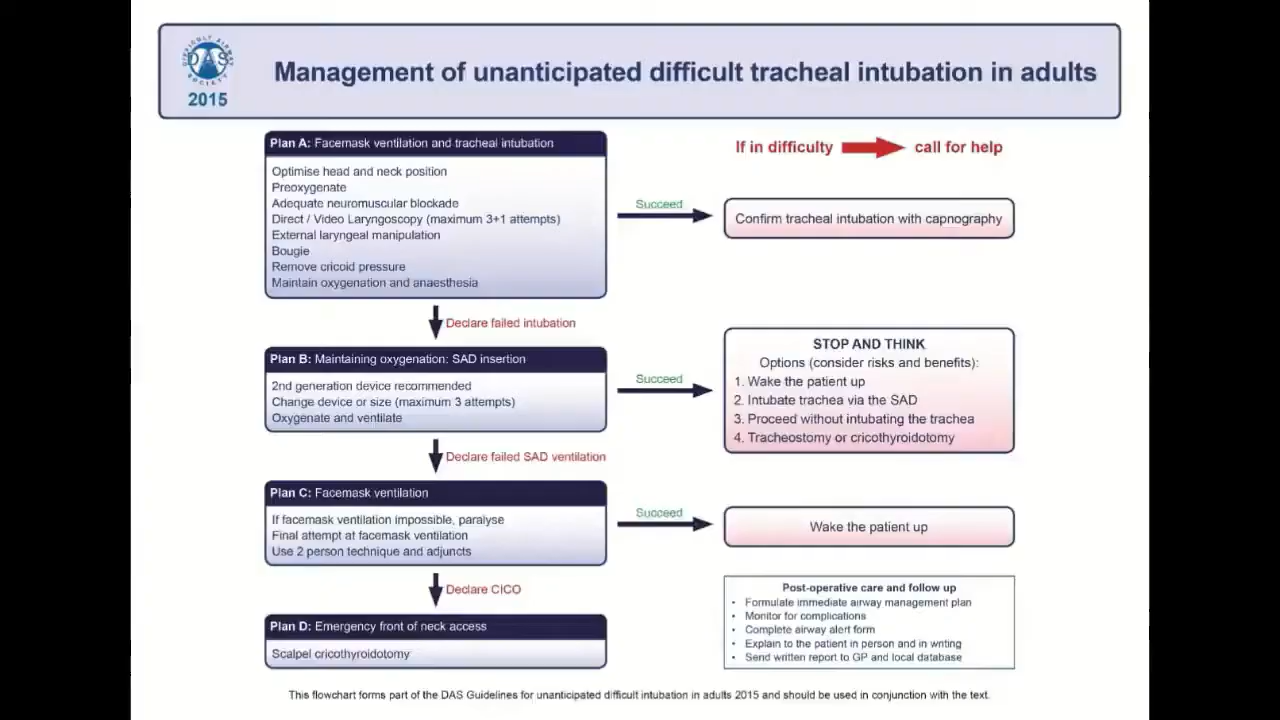 DIFFICULT AIRWAY SOCIETY
DAS
2015
Management of unanticipated difficult tracheal intubation in adults
Plan A: Facemask ventilation and tracheal intubation
Optimise head and neck position
Preoxygenate
Adequate neuromuscular blockade
Direct / Video Laryngoscopy (maximum 3+1 attempts)
External laryngeal manipulation
Bougie
Remove cricoid pressure
Maintain oxygenation and anaesthesia
If in difficulty call for help
Succeed
Confirm tracheal intubation with capnography
Declare failed intubation
Plan B: Maintaining oxygenation: SAD insertion
2nd generation device recommended
Change device or size (maximum 3 attempts)
Oxygenate and ventilate
Succeed
STOP AND THINK
Options (consider risks and benefits):
1. Wake the patient up
2. Intubate trachea via the SAD
3. Proceed without intubating the trachea
4. Tracheostomy or cricothyroidotomy
Declare failed SAD ventilation
Plan C: Facemask ventilation
If facemask ventilation impossible, paralyse
Final attempt at facemask ventilation
Use 2 person technique and adjuncts
Succeed
Wake the patient up
Declare CICO
Plan D: Emergency front of neck access
Scalpel cricothyroidotomy
Post-operative care and follow up
• Formulate immediate airway management plan
• Monitor for complications
• Complete airway alert form
• Explain to the patient in person and in writing
• Send written report to GP and local database
This flowchart forms part of the DAS Guidelines for unanticipated difficult intubation in adults 2015 and should be used in conjunction with the text.